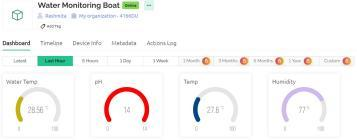 Water Monitoring Boat Online ...
Reshmita My organization - 4166DU
Add Tag
Dashboard Timeline Device Info Metadata Actions Log
Latest Last Hour 6 Hours 1 Day 1 Week 1 Month 3 Months 6 Months 1 Year Custom
Water Temp pH Temp Humidity
28.56 °C 14 27.6 °C 77 %
0 100 0 14 0 100 0 100